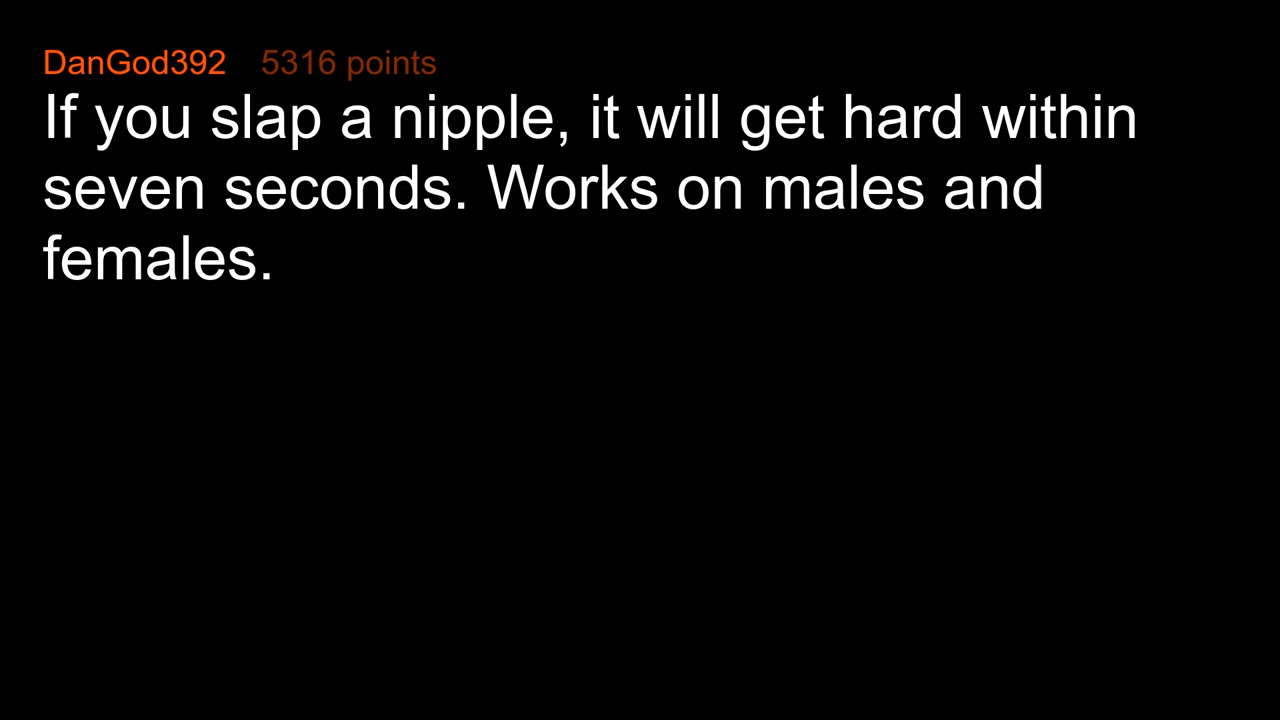 DanGod392 5316 points
If you slap a nipple, it will get hard within
seven seconds. Works on males and
females.